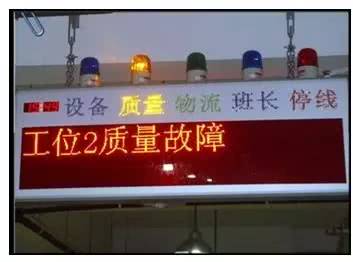 设备 质量 物流 班长 停线
工位2质量故障